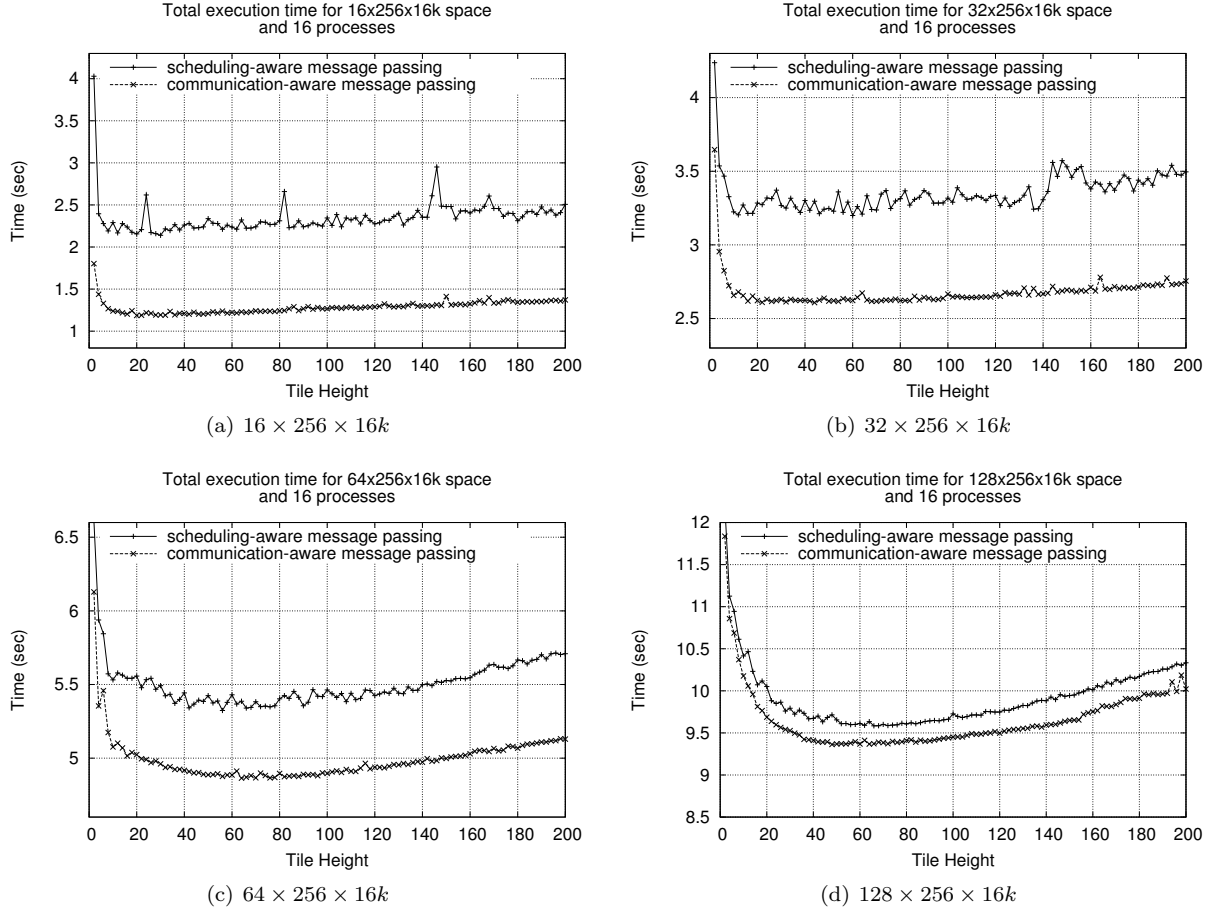 Total execution time for 16x256x16k space
and 16 processes
scheduling-aware message passing
communication-aware message passing
4
3.5
3
2.5
2
1.5
1
Time (sec)
0 20 40 60 80 100 120 140 160 180 200
Tile Height
(a) 16 × 256 × 16k
Total execution time for 32x256x16k space
and 16 processes
scheduling-aware message passing
communication-aware message passing
4
3.5
3
2.5
Time (sec)
0 20 40 60 80 100 120 140 160 180 200
Tile Height
(b) 32 × 256 × 16k
Total execution time for 64x256x16k space
and 16 processes
scheduling-aware message passing
communication-aware message passing
6.5
6
5.5
5
Time (sec)
0 20 40 60 80 100 120 140 160 180 200
Tile Height
(c) 64 × 256 × 16k
Total execution time for 128x256x16k space
and 16 processes
scheduling-aware message passing
communication-aware message passing
12
11.5
11
10.5
10
9.5
9
8.5
Time (sec)
0 20 40 60 80 100 120 140 160 180 200
Tile Height
(d) 128 × 256 × 16k